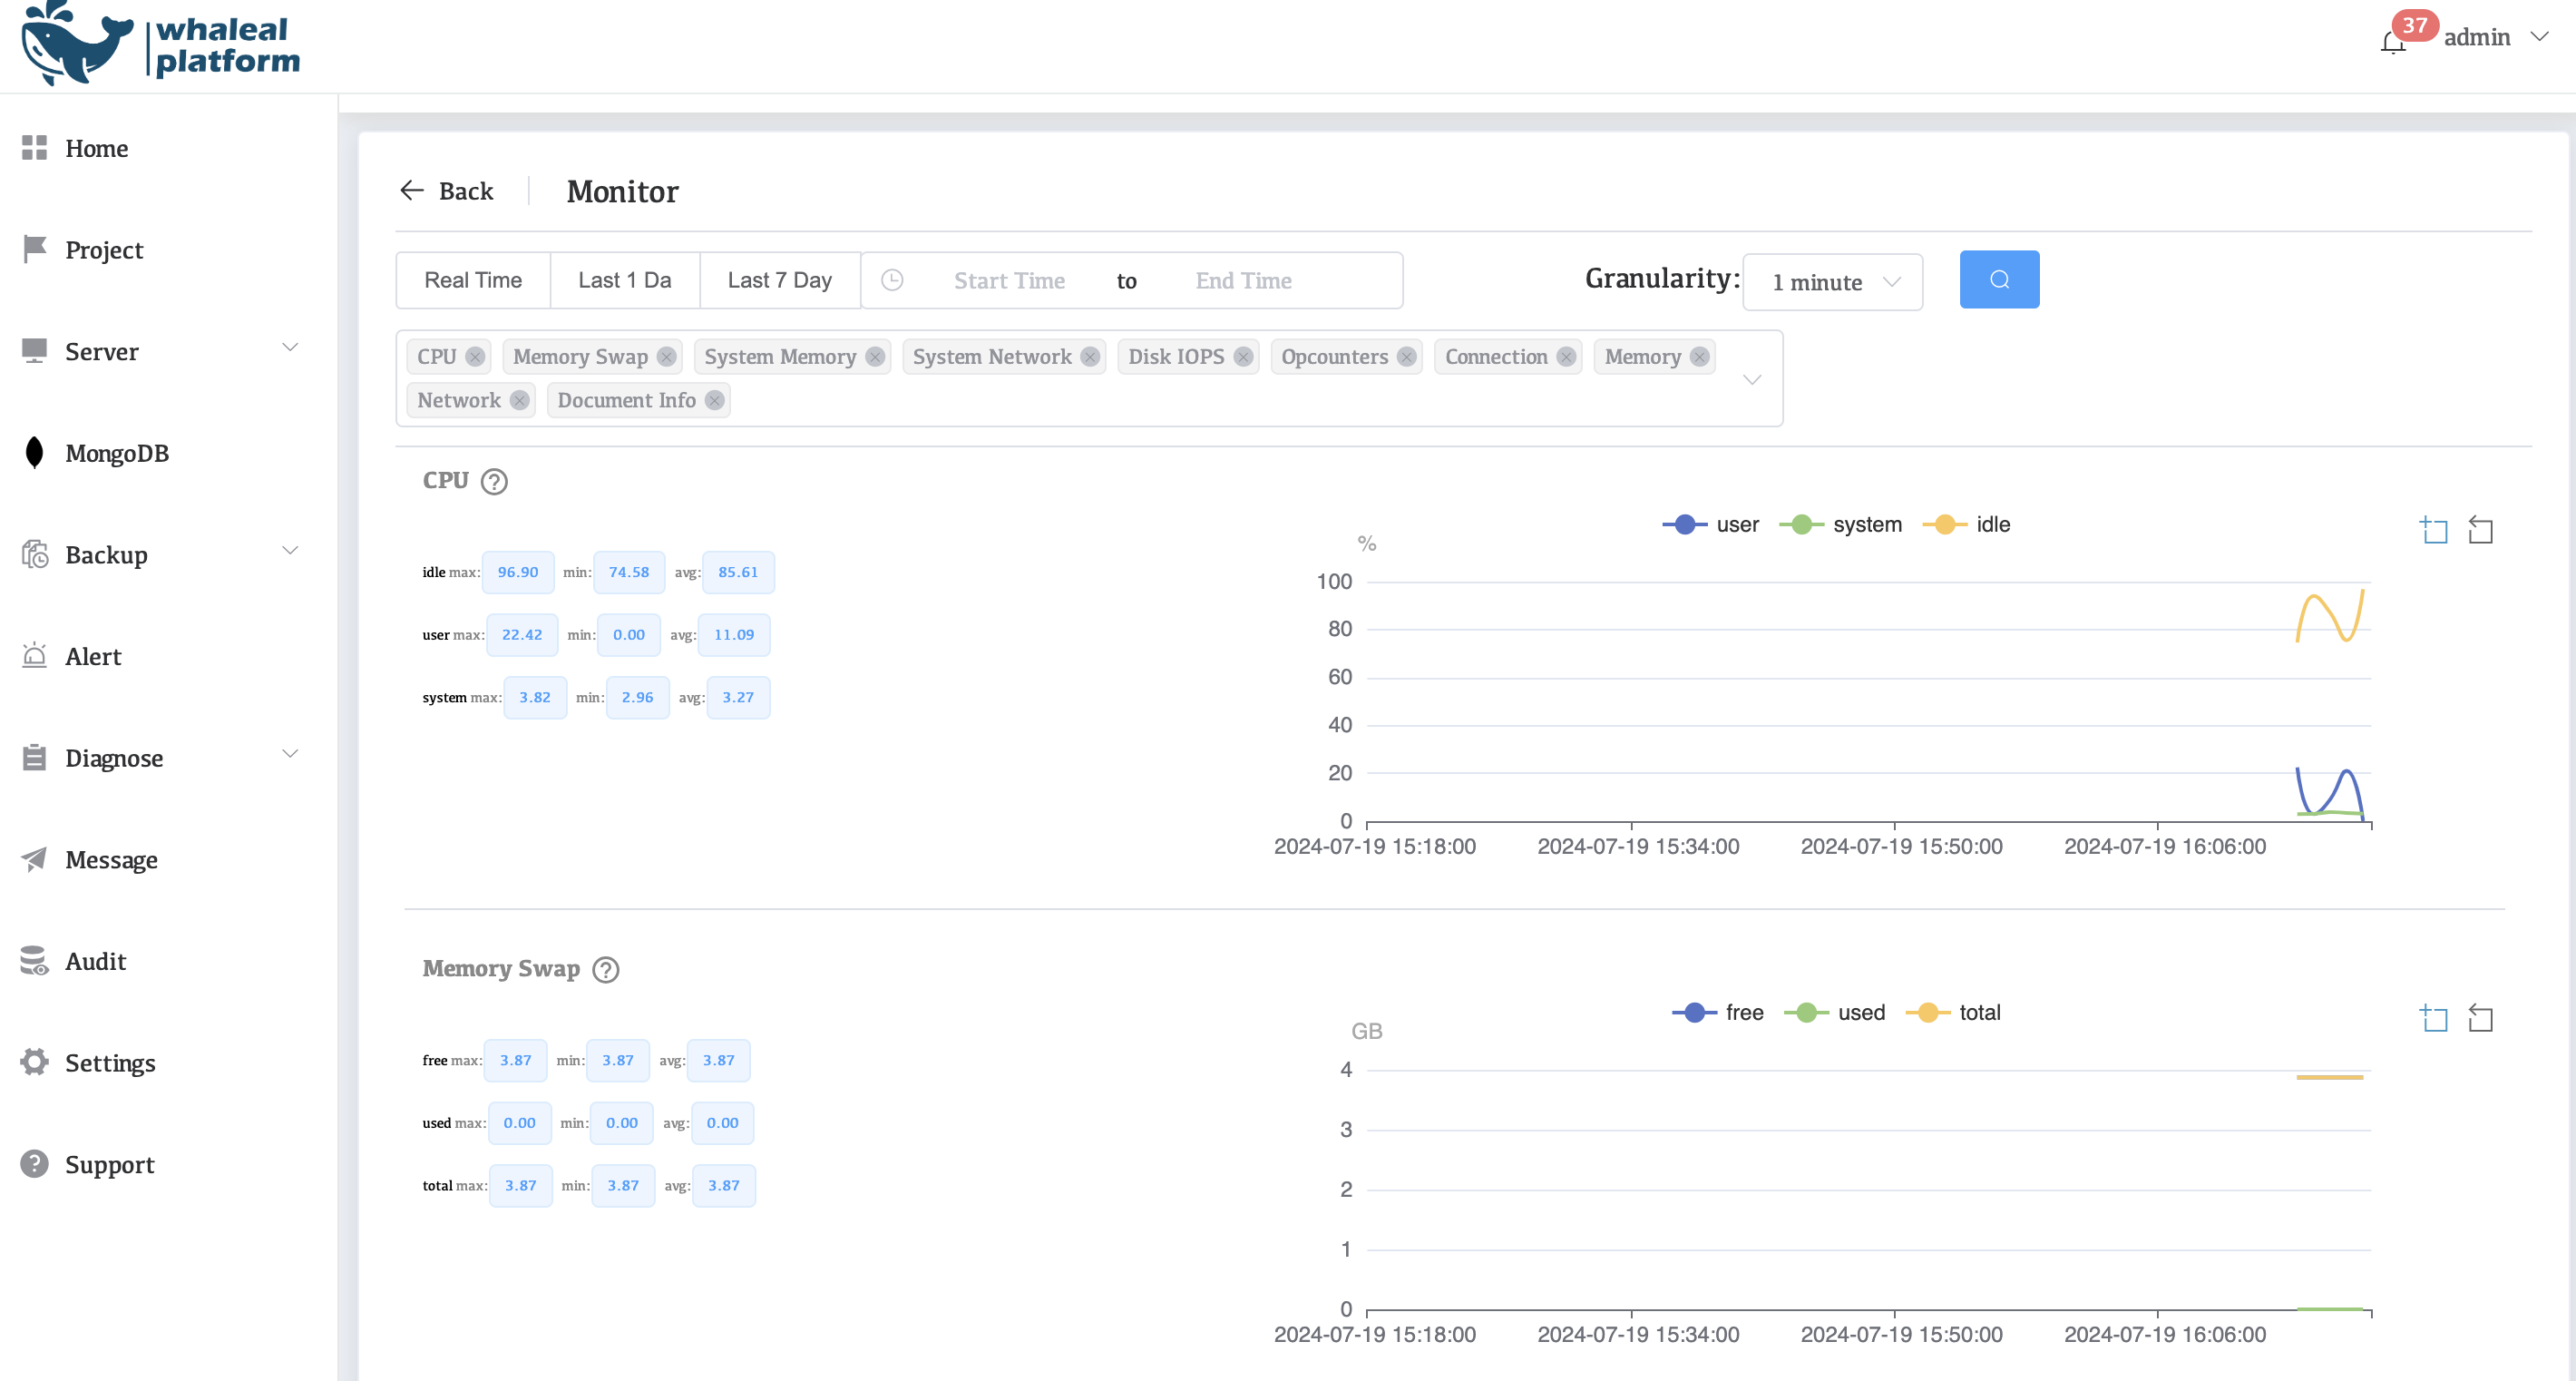 whaleal
platform
37 admin
Home
Project
Server
MongoDB
Backup
Alert
Diagnose
Message
Audit
Settings
Support
Back Monitor
Real Time Last 1 Da Last 7 Day Start Time to End Time Granularity: 1 minute
CPU Memory Swap System Memory System Network Disk IOPS Opcounters Connection Memory
Network Document Info
CPU ?
idle max: 96.90 min: 74.58 avg: 85.61
user max: 22.42 min: 0.00 avg: 11.09
system max: 3.82 min: 2.96 avg: 3.27
user system idle
%
100
80
60
40
20
0
2024-07-19 15:18:00 2024-07-19 15:34:00 2024-07-19 15:50:00 2024-07-19 16:06:00
Memory Swap ?
free max: 3.87 min: 3.87 avg: 3.87
used max: 0.00 min: 0.00 avg: 0.00
total max: 3.87 min: 3.87 avg: 3.87
free used total
GB
4
3
2
1
0
2024-07-19 15:18:00 2024-07-19 15:34:00 2024-07-19 15:50:00 2024-07-19 16:06:00